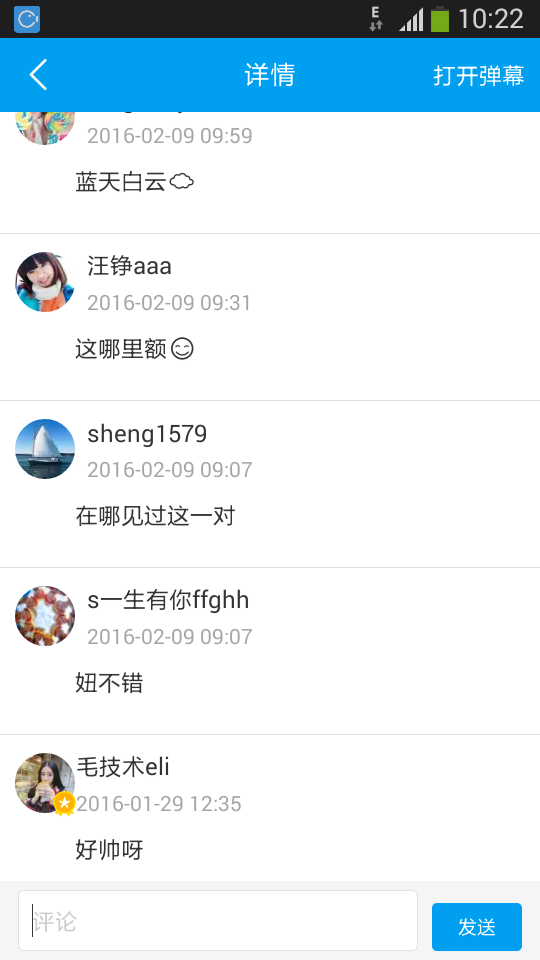 E
10:22
详情
打开弹幕
2016-02-09 09:59
蓝天白云
汪铮aaa
2016-02-09 09:31
这哪里额
sheng1579
2016-02-09 09:07
在哪见过这一对
s一生有你ffghh
2016-02-09 09:07
妞不错
毛技术eli
2016-01-29 12:35
好帅呀
评论
发送